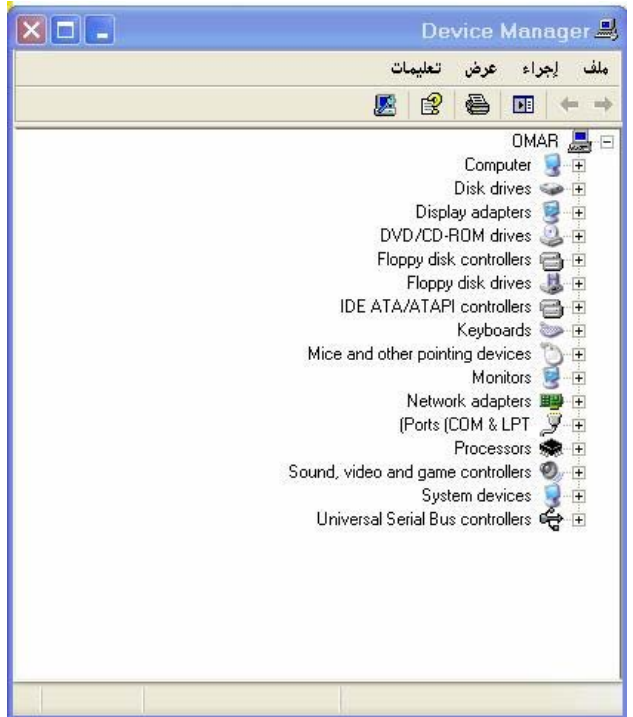 Device Manager
ملف إجراء عرض تعليمات
OMAR
Computer
Disk drives
Display adapters
DVD/CD-ROM drives
Floppy disk controllers
Floppy disk drives
IDE ATA/ATAPI controllers
Keyboards
Mice and other pointing devices
Monitors
Network adapters
(Ports (COM & LPT
Processors
Sound, video and game controllers
System devices
Universal Serial Bus controllers